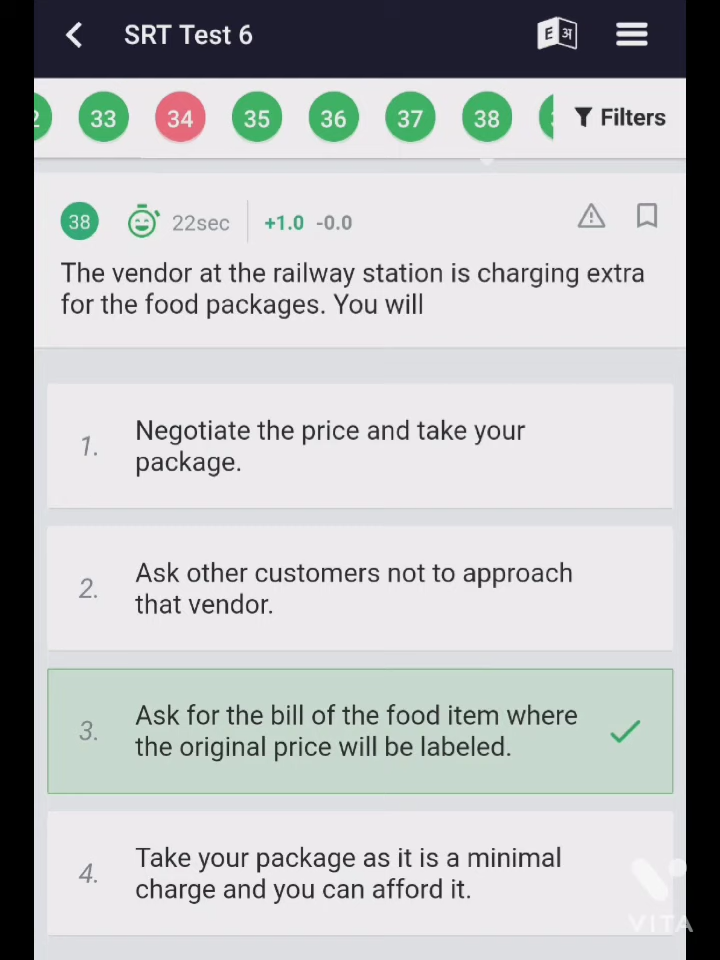 SRT Test 6
E अ
2 33 34 35 36 37 38 Filters
38 22sec +1.0 -0.0
The vendor at the railway station is charging extra
for the food packages. You will
1. Negotiate the price and take your
package.
2. Ask other customers not to approach
that vendor.
3. Ask for the bill of the food item where
the original price will be labeled.
4. Take your package as it is a minimal
charge and you can afford it.
VITA